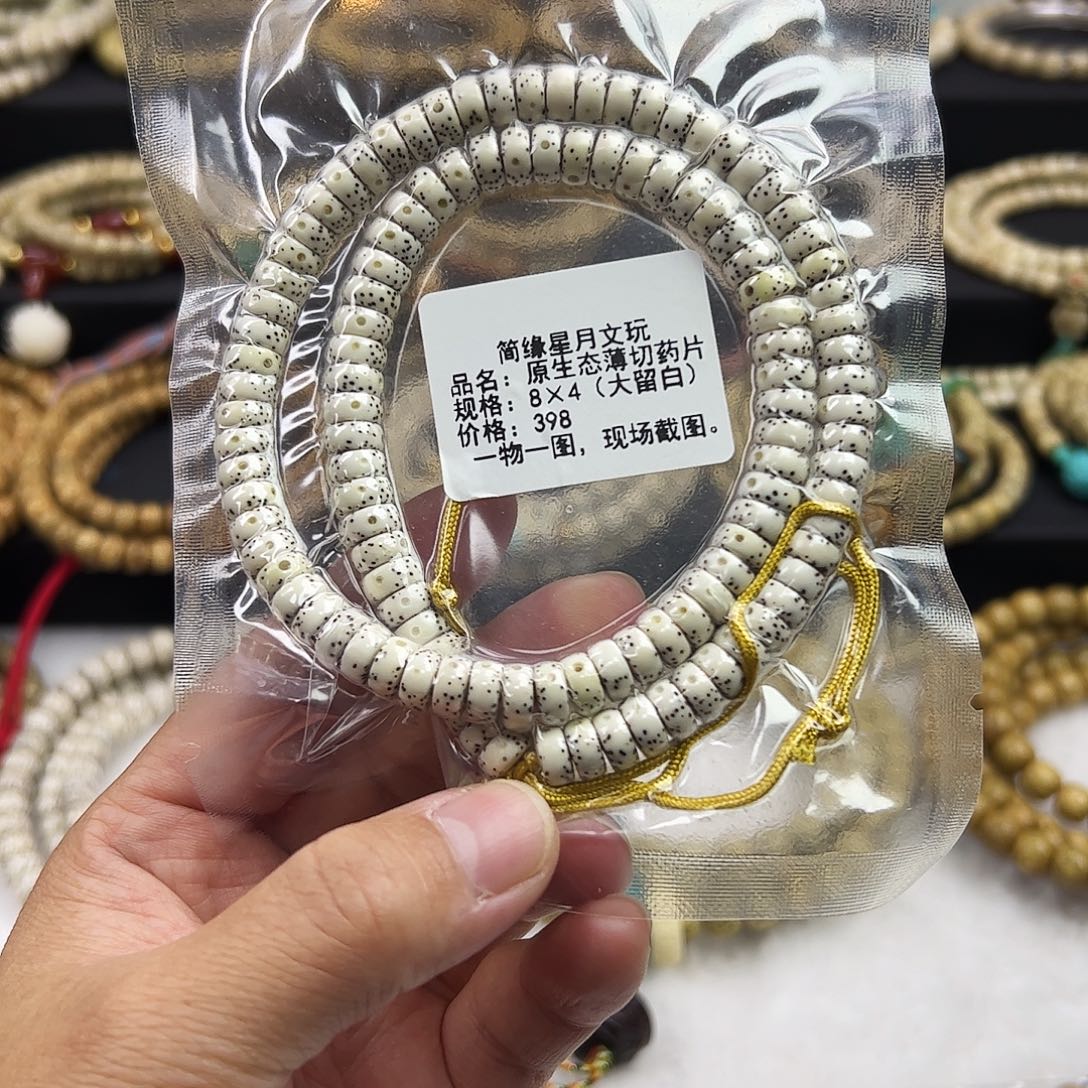 简缘星月文玩
品名：原生态薄切药片
规格：8×4（大留白）
价格：398
一物一图，现场截图。